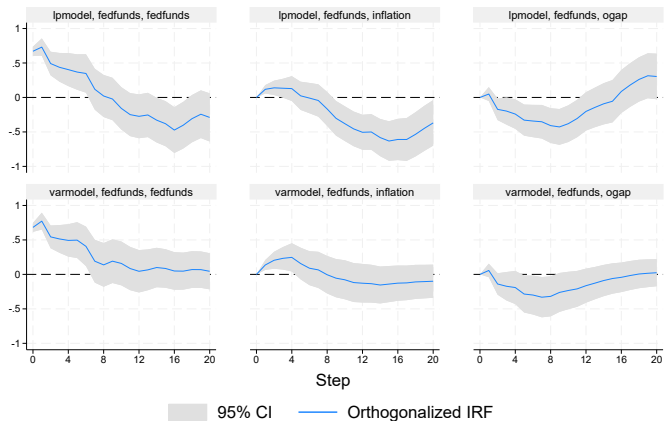 lpmodel, fedfunds, fedfunds
lpmodel, fedfunds, inflation
lpmodel, fedfunds, ogap
1
.5
0
-.5
-1
varmodel, fedfunds, fedfunds
varmodel, fedfunds, inflation
varmodel, fedfunds, ogap
1
.5
0
-.5
-1
0 4 8 12 16 20
0 4 8 12 16 20
0 4 8 12 16 20
Step
95% CI
Orthogonalized IRF